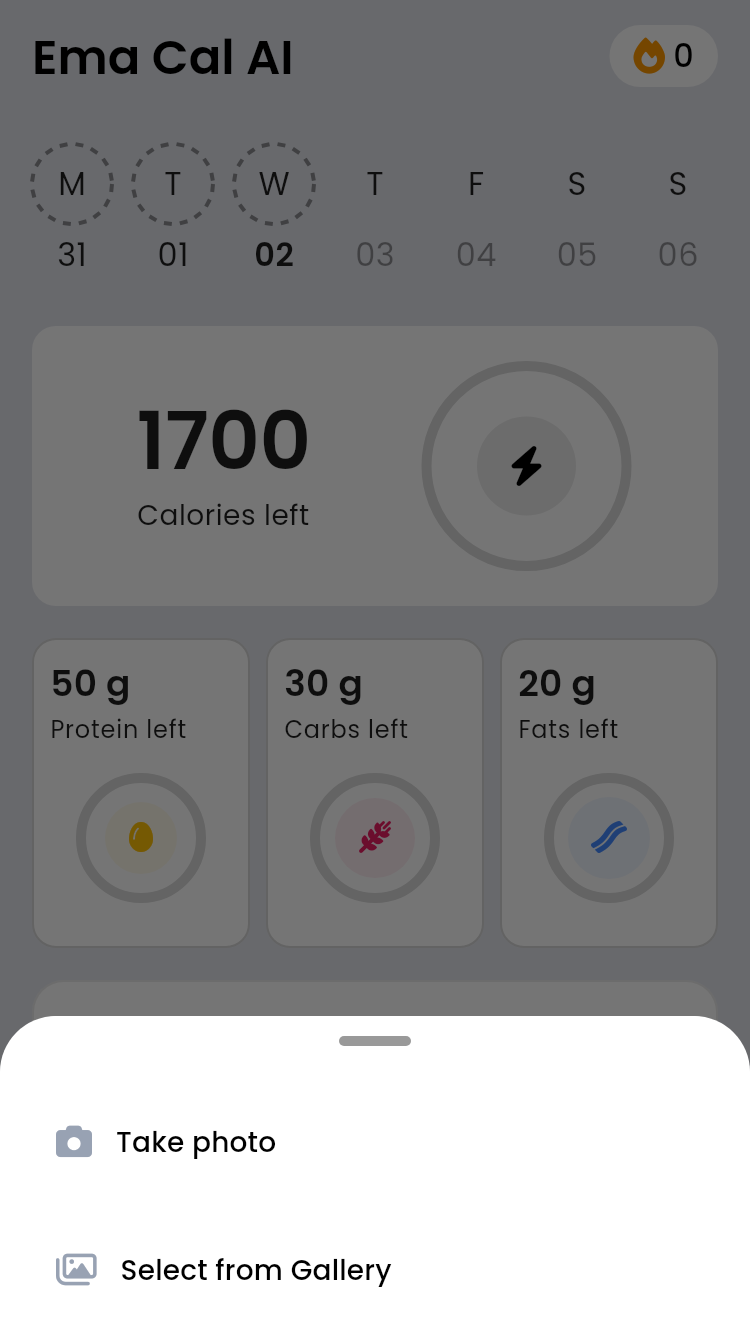 Ema Cal AI
0
M T W T F S S
31 01 02 03 04 05 06
1700
Calories left
50 g 30 g 20 g
Protein left Carbs left Fats left
Take photo
Select from Gallery